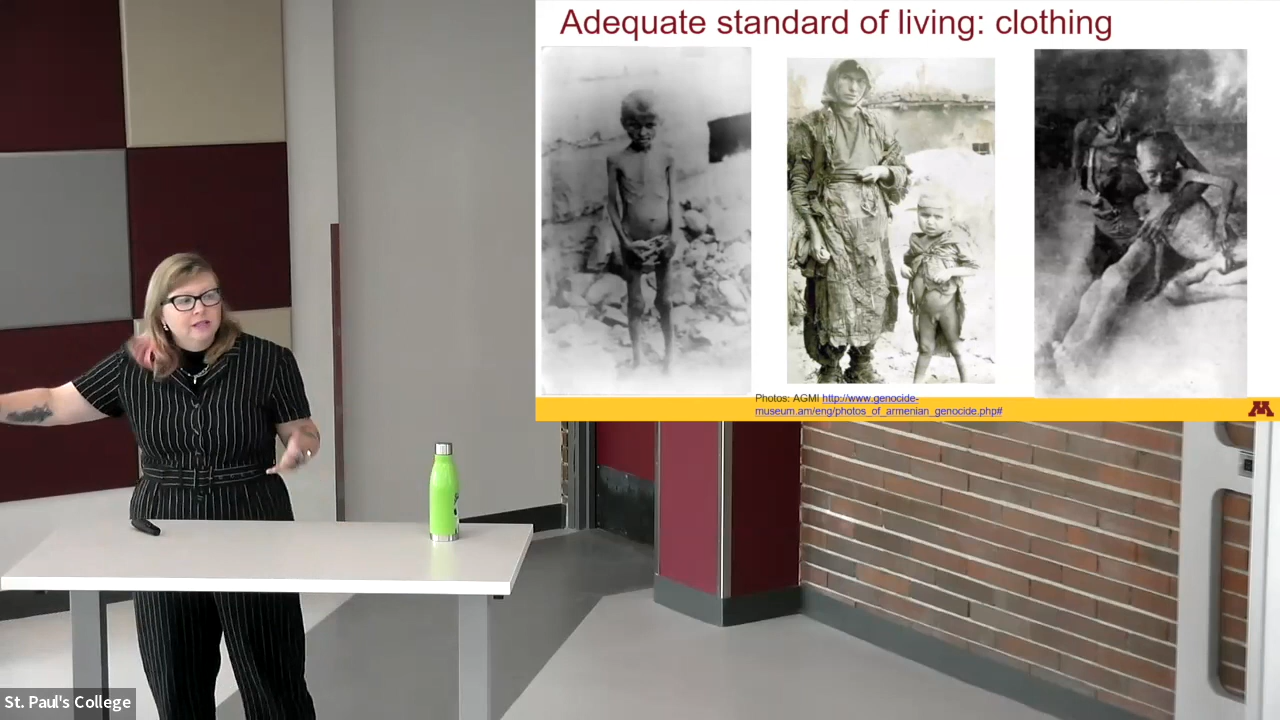 Adequate standard of living: clothing
Photos: AGMI http://www.genocide-
museum.am/eng/photos_of_armenian_genocide.php#
St. Paul's College